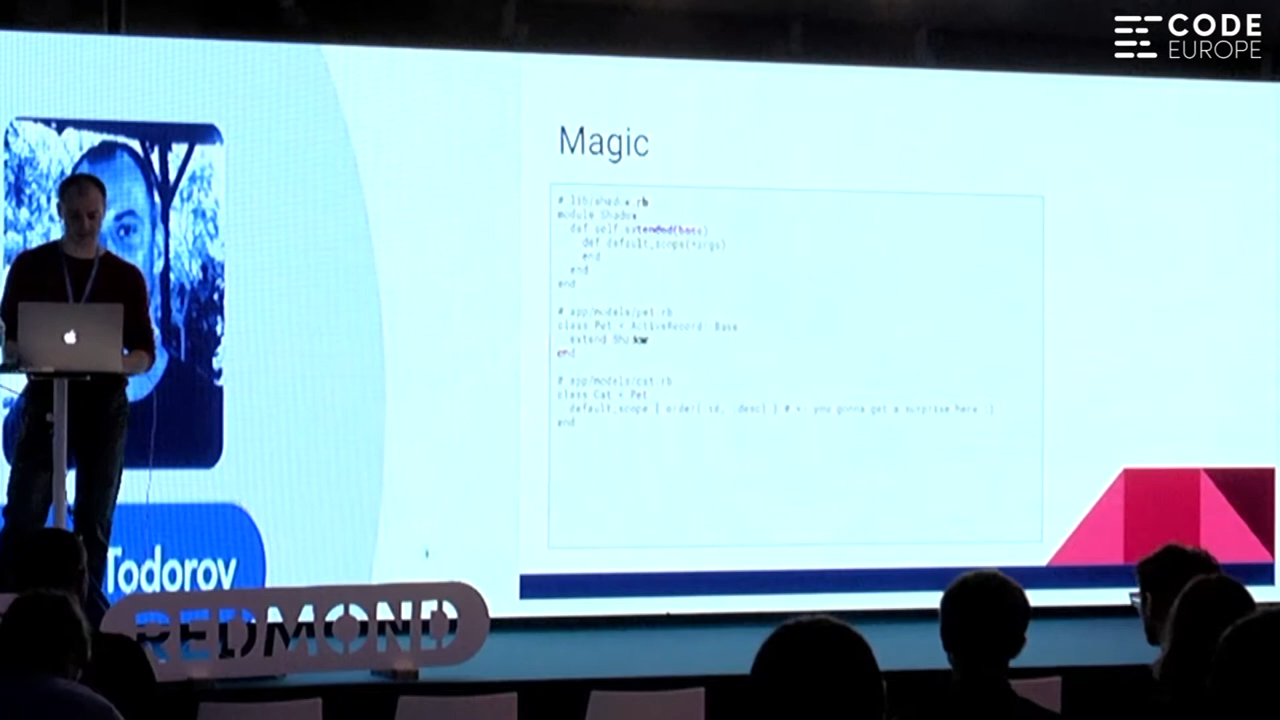 CODE
EUROPE
Magic
# lib/shadow.rb
module Shadow
def self.extended(base)
def default_scope(*args)
end
end
end
# app/models/pet.rb
class Pet < ActiveRecord::Base
extend Shadow
end
# app/models/cat.rb
class Cat < Pet
default_scope { order( id: :desc) } # <- you gonna get a surprise here :)
end
Todorov
REDMOND